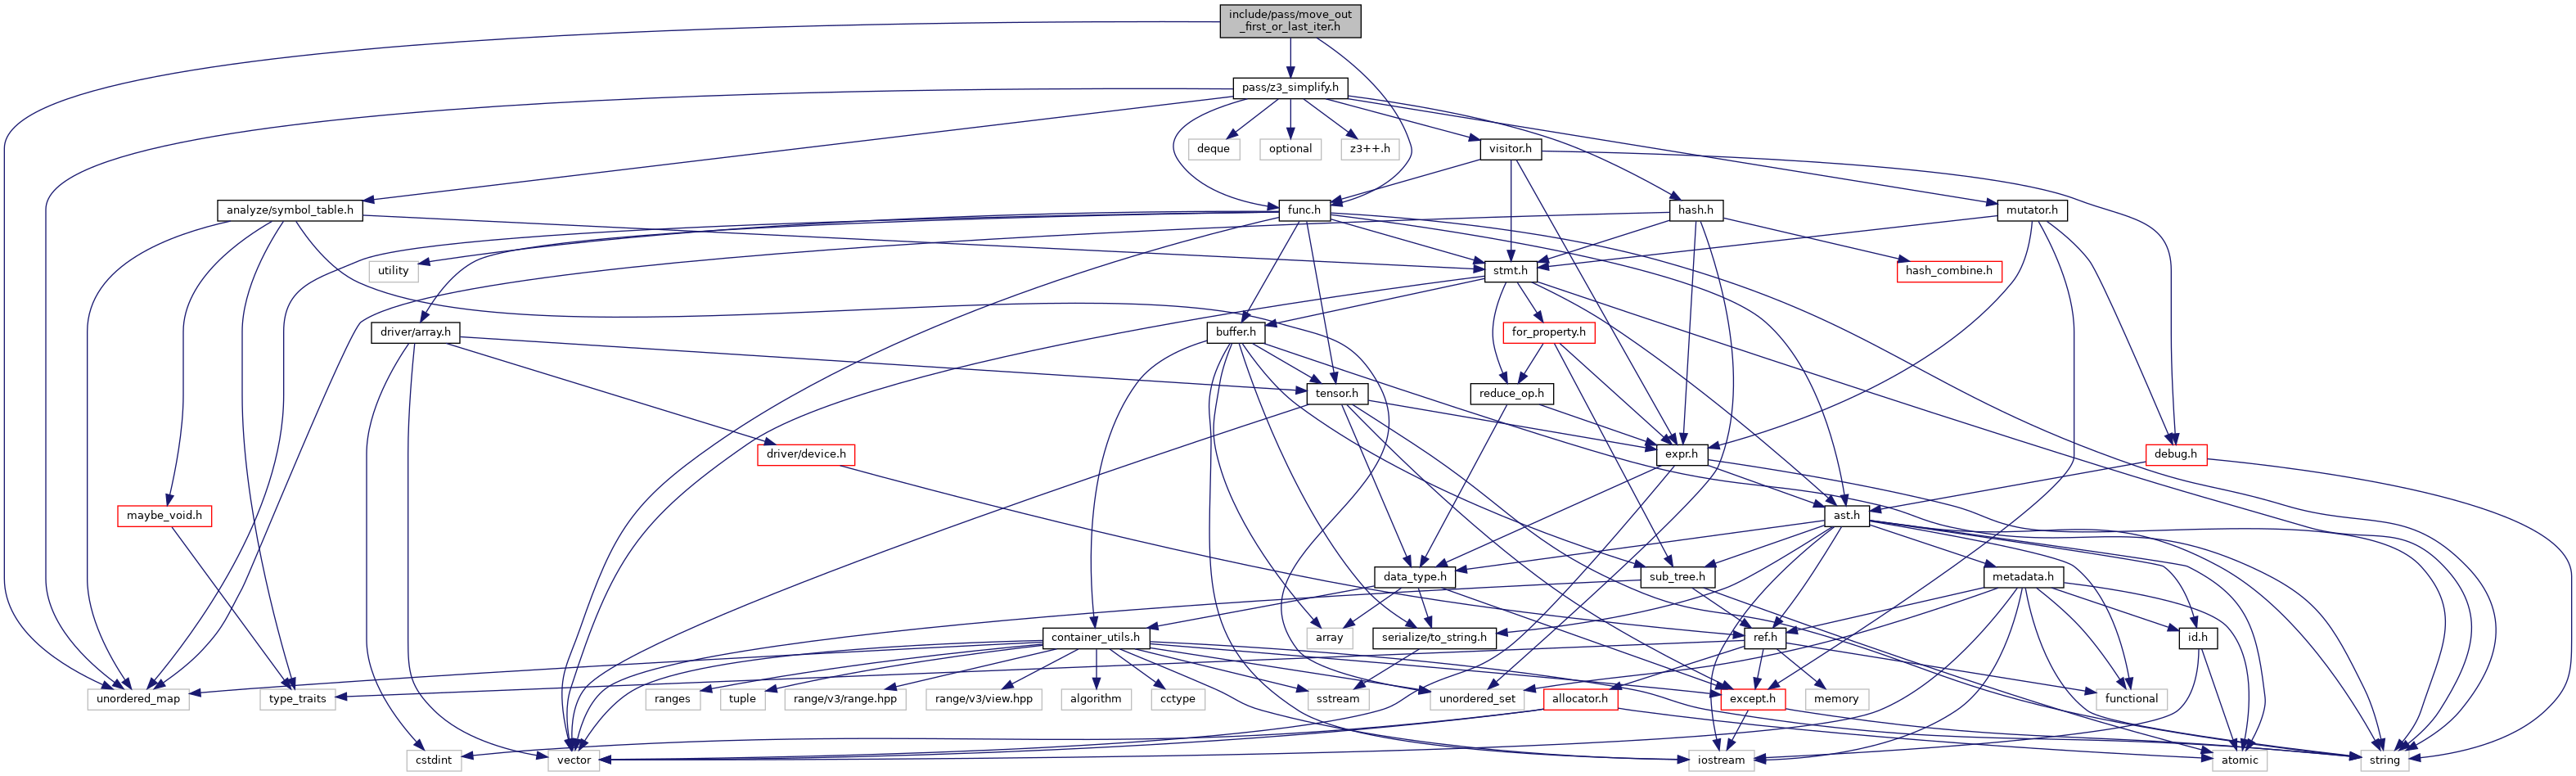 include/pass/move_out
_first_or_last_iter.h
pass/z3_simplify.h
deque
optional
z3++.h
visitor.h
analyze/symbol_table.h
func.h
hash.h
mutator.h
utility
stmt.h
hash_combine.h
driver/array.h
buffer.h
for_property.h
tensor.h
reduce_op.h
driver/device.h
expr.h
debug.h
maybe_void.h
ast.h
data_type.h
sub_tree.h
metadata.h
container_utils.h
array
serialize/to_string.h
ref.h
id.h
unordered_map
type_traits
ranges
tuple
range/v3/range.hpp
range/v3/view.hpp
algorithm
cctype
sstream
unordered_set
allocator.h
except.h
memory
functional
cstdint
vector
iostream
atomic
string